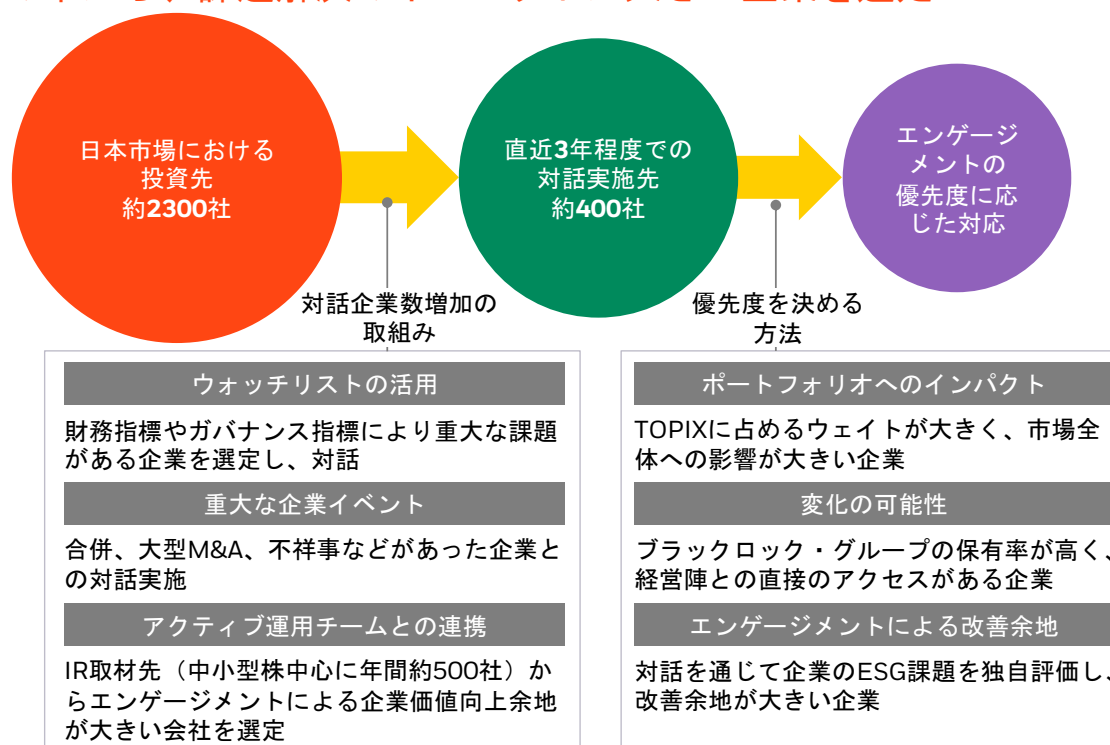 日本市場における
投資先
約2300社
直近3年程度での
対話実施先
約400社
エンゲージ
メントの
優先度に応
じた対応
対話企業数増加の
取組み
優先度を決める
方法
ウォッチリストの活用
財務指標やガバナンス指標により重大な課題
がある企業を選定し、対話
重大な企業イベント
合併、大型M&A、不祥事などがあった企業と
の対話実施
アクティブ運用チームとの連携
IR取材先（中小型株中心に年間約500社）か
らエンゲージメントによる企業価値向上余地
が大きい会社を選定
ポートフォリオへのインパクト
TOPIXに占めるウェイトが大きく、市場全
体への影響が大きい企業
変化の可能性
ブラックロック・グループの保有率が高く、
経営陣との直接のアクセスがある企業
エンゲージメントによる改善余地
対話を通じて企業のESG課題を独自評価し、
改善余地が大きい企業